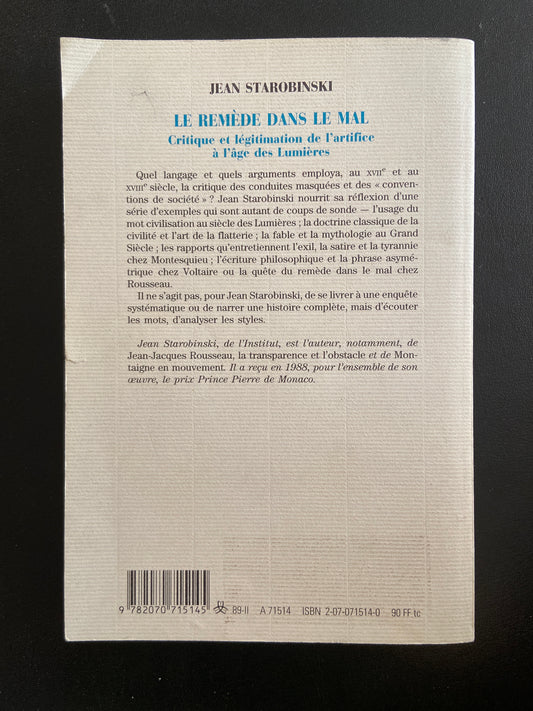 JEAN STAROBINSKI
LE REMÈDE DANS LE MAL
Critique et légitimation de l'artifice
à l'âge des Lumières
Quel langage et quels arguments employa, au XVIIe et au
XVIIIe siècle, la critique des conduites masquées et des « conven-
tions de société » ? Jean Starobinski nourrit sa réflexion d'une
série d'exemples qui sont autant de coups de sonde — l'usage du
mot civilisation au siècle des Lumières ; la doctrine classique de la
civilité et l'art de la flatterie ; la fable et la mythologie au Grand
Siècle ; les rapports qu'entretiennent l'exil, la satire et la tyrannie
chez Montesquieu ; l'écriture philosophique et la phrase asymé-
trique chez Voltaire ou la quête du remède dans le mal chez
Rousseau.
Il ne s'agit pas, pour Jean Starobinski, de se livrer à une enquête
systématique ou de narrer une histoire complète, mais d'écouter
les mots, d'analyser les styles.
Jean Starobinski, de l'Institut, est l'auteur, notamment, de
Jean-Jacques Rousseau, la transparence et l'obstacle et de Mon-
taigne en mouvement. Il a reçu en 1988, pour l'ensemble de son
œuvre, le prix Prince Pierre de Monaco.
9 782070 715145 89-II A 71514 ISBN 2-07-071514-0 90 FF tc